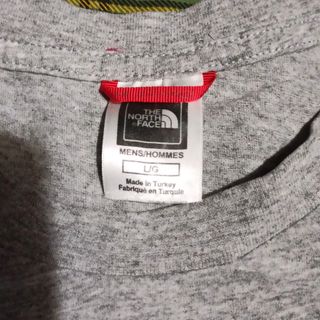 THE
NORTH
FACE
MENS/HOMMES
L/G
Made in Turkey
Fabriqué en Turquie